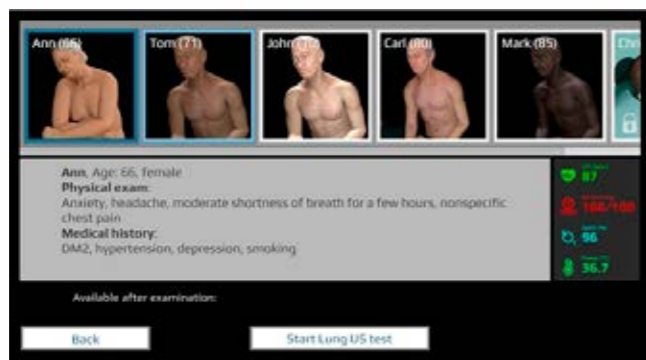 Ann (66)
Tom (71)
Carl (80)
Mark (85)
Ann, Age: 66, female
Physical exam:
Anxiety, headache, moderate shortness of breath for a few hours, nonspecific
chest pain
Medical history:
DM2, hypertension, depression, smoking
87
96
36.7
Available after examination:
Back
Start Lung US test